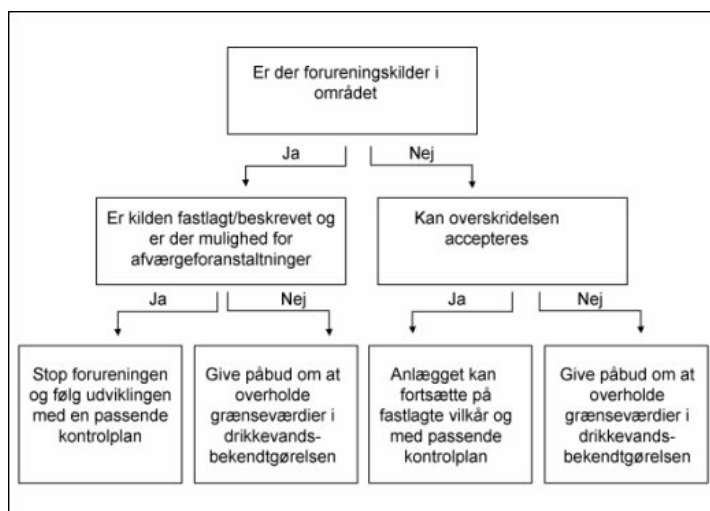 Er der forureningskilder i
området
Ja
Nej
Er kilden fastlagt/beskrevet og
er der mulighed for
afværgeforanstaltninger
Kan overskridelsen
accepteres
Ja
Nej
Ja
Nej
Stop forureningen
og følg udviklingen
med en passende
kontrolplan
Give påbud om at
overholde
grænseværdier i
drikkevands-
bekendtgørelsen
Anlægget kan
fortsætte på
fastlagte vilkår og
med passende
kontrolplan
Give påbud om at
overholde
grænseværdier i
drikkevands-
bekendtgørelsen